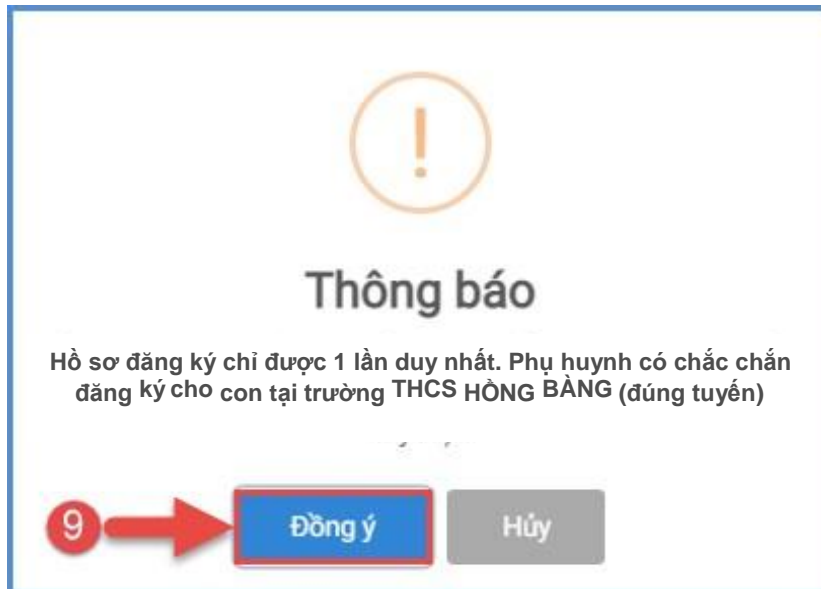 !
Thông báo
Hồ sơ đăng ký chỉ được 1 lần duy nhất. Phụ huynh có chắc chắn
đăng ký cho con tại trường THCS HỒNG BÀNG (đúng tuyến)
9 Đồng ý Hủy